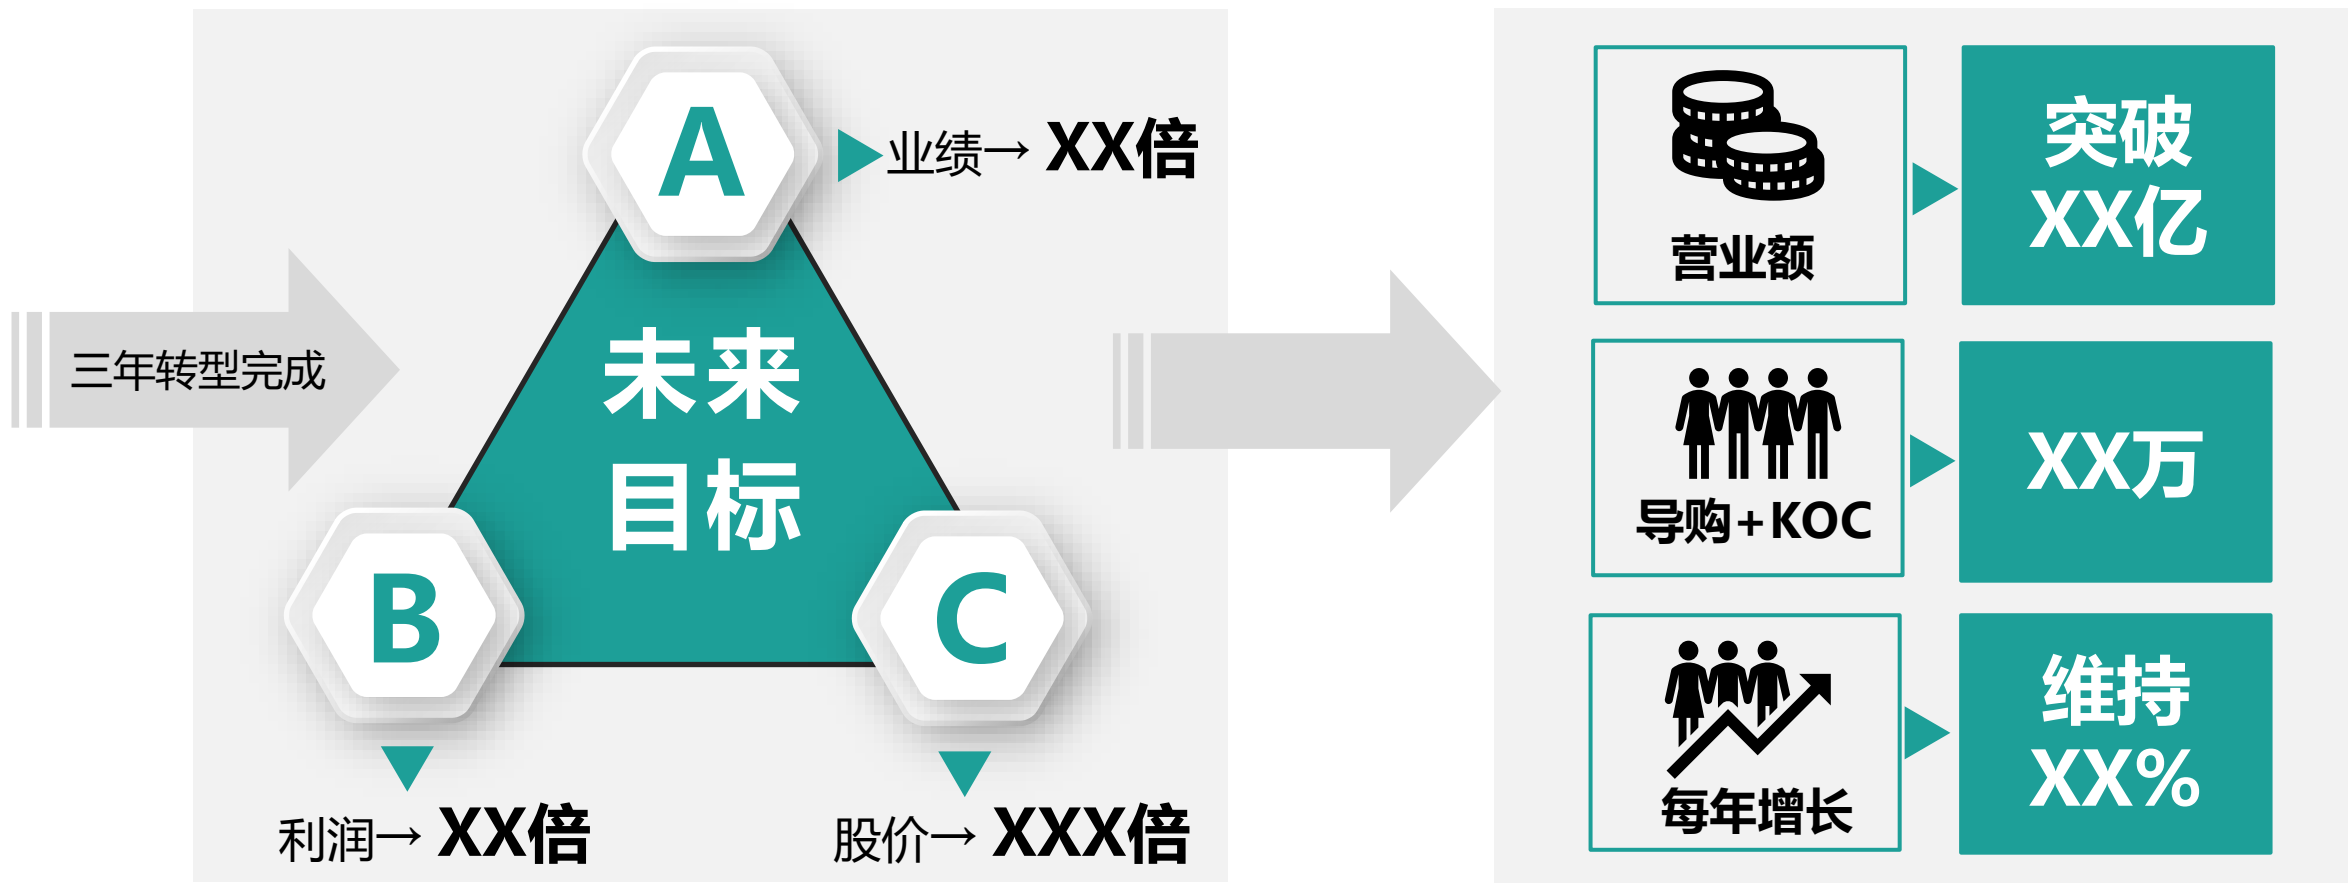 三年转型完成
A
业绩→ XX倍
未来
目标
B
C
利润→ XX倍
股价→ XXX倍
营业额
突破
XX亿
导购+KOC
XX万
每年增长
维持
XX%